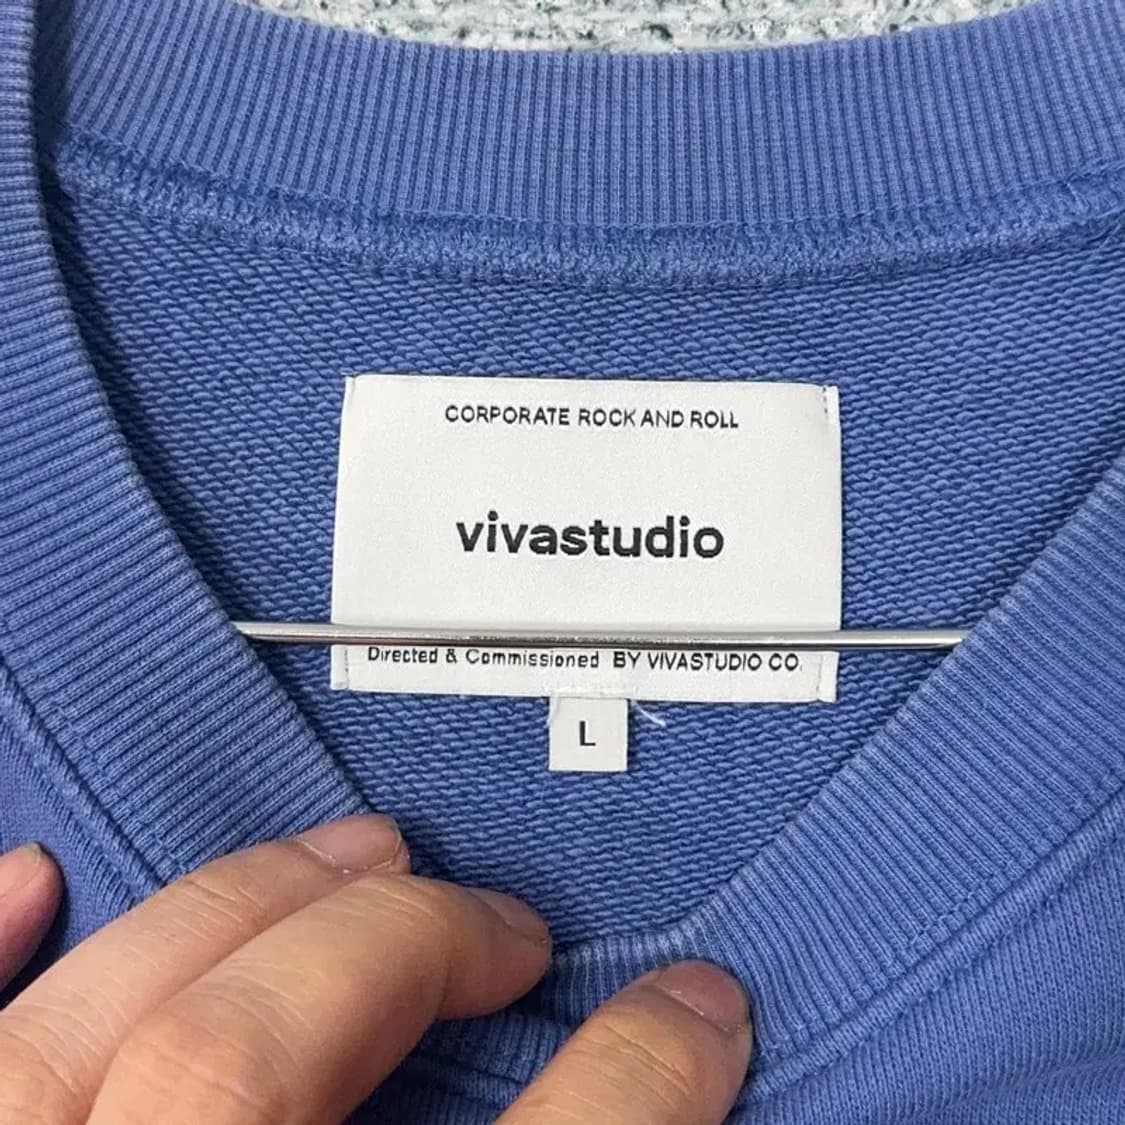 CORPORATE ROCK AND ROLL
vivastudio
Directed & Commissioned BY VIVASTUDIO CO.
L